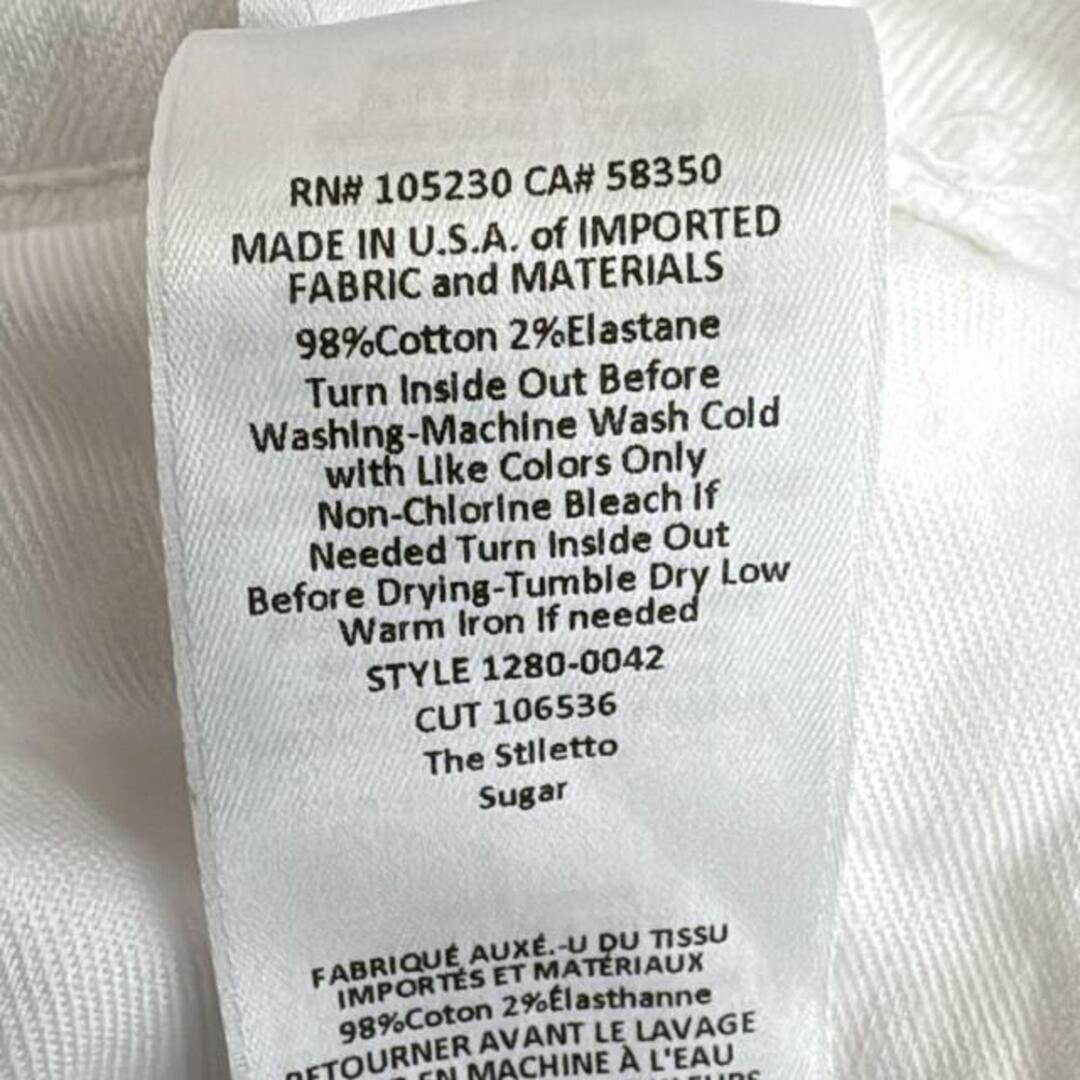 RN# 105230 CA# 58350
MADE IN U.S.A. of IMPORTED
FABRIC and MATERIALS
98%Cotton 2%Elastane
Turn Inside Out Before
Washing-Machine Wash Cold
with Like Colors Only
Non-Chlorine Bleach If
Needed Turn Inside Out
Before Drying-Tumble Dry Low
Warm Iron If needed
STYLE 1280-0042
CUT 106536
The Stiletto
Sugar
FABRIQUÉ AUXÉ.-U DU TISSU
IMPORTÉS ET MATÉRIAUX
98%Coton 2%Élasthanne
RETOURNER AVANT LE LAVAGE
EN MACHINE À L'EAU